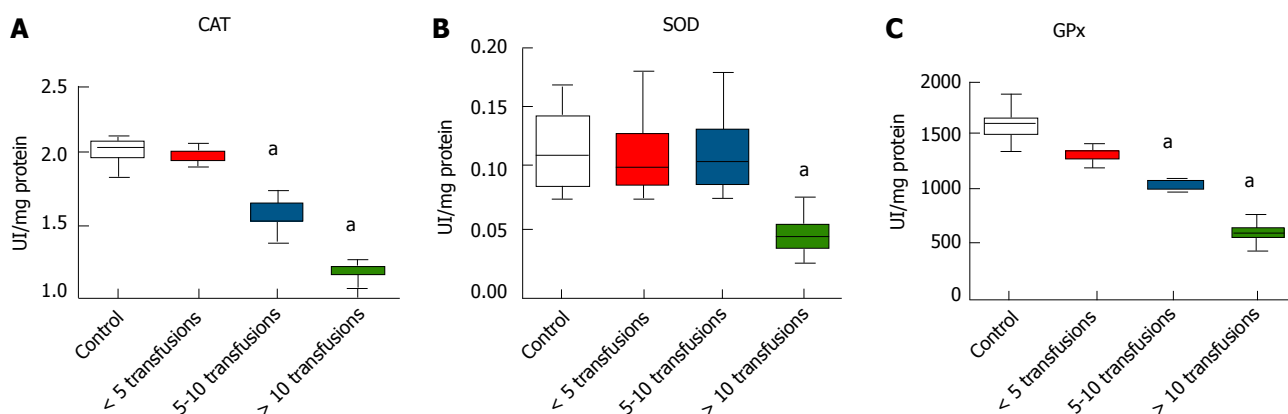 A
CAT
UI/mg protein
2.5
2.0
1.5
1.0
a
a
Control
< 5 transfusions
5-10 transfusions
> 10 transfusions
B
SOD
UI/mg protein
0.20
0.15
0.10
0.05
0.00
a
Control
< 5 transfusions
5-10 transfusions
> 10 transfusions
C
GPx
UI/mg protein
2000
1500
1000
500
0
a
a
Control
< 5 transfusions
5-10 transfusions
> 10 transfusions